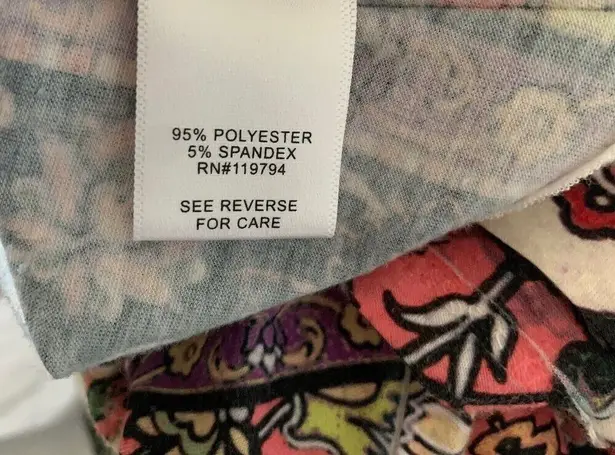 95% POLYESTER
5% SPANDEX
RN#119794
SEE REVERSE
FOR CARE